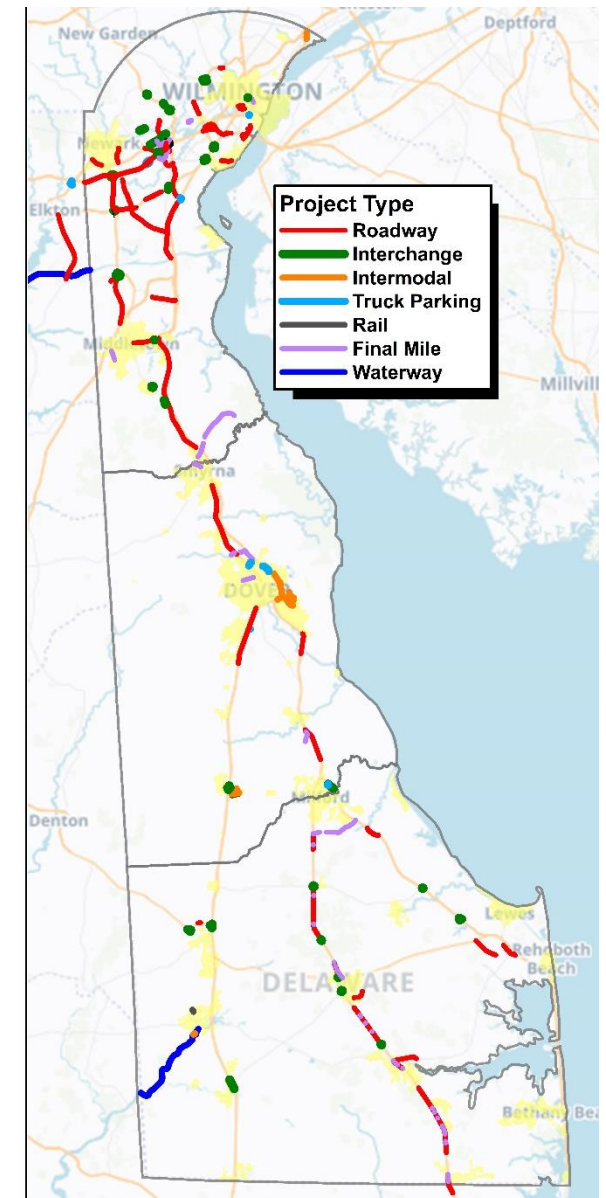 Chester
New Garden
Deptford
WILMINGTON
Newark
Elkton
Project Type
Roadway
Interchange
Intermodal
Truck Parking
Rail
Final Mile
Waterway
Middletown
Millvill
Smyrna
DOVER
Milford
Denton
Lewes
Rehoboth
Beach
DELAWARE
Bethany Bea